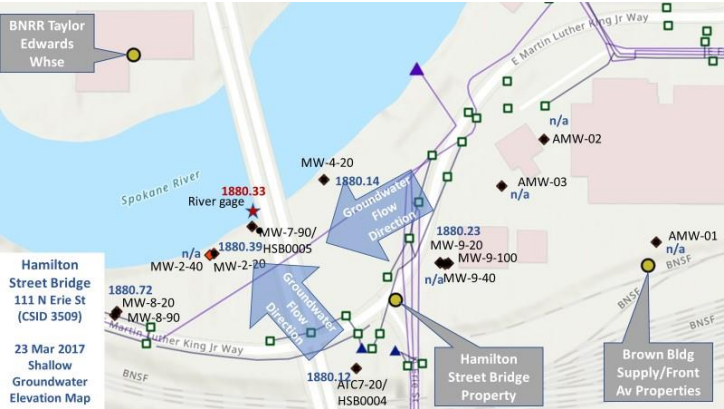 BNRR Taylor
Edwards
Whse
E Martin Luther King Jr Way
n/a
AMW-02
MW-4-20
1880.14
AMW-03
n/a
Spokane River
1880.33
River gage
Groundwater
Flow
Direction
MW-7-90/
HSB0005
1880.23
MW-9-20
MW-9-100
n/a
MW-9-40
AMW-01
n/a
n/a
1880.39
MW-2-40
MW-2-20
Hamilton
Street Bridge
111 N Erie St
(CSID 3509)
23 Mar 2017
Shallow
Groundwater
Elevation Map
1880.72
MW-8-20
MW-8-90
Groundwater
Flow
Direction
BNSF
BNSF
BNSF
Martin Luther King Jr Way
BNSF
1880.12
ATC7-20/
HSB0004
Hamilton
Street Bridge
Property
Brown Bldg
Supply/Front
Av Properties